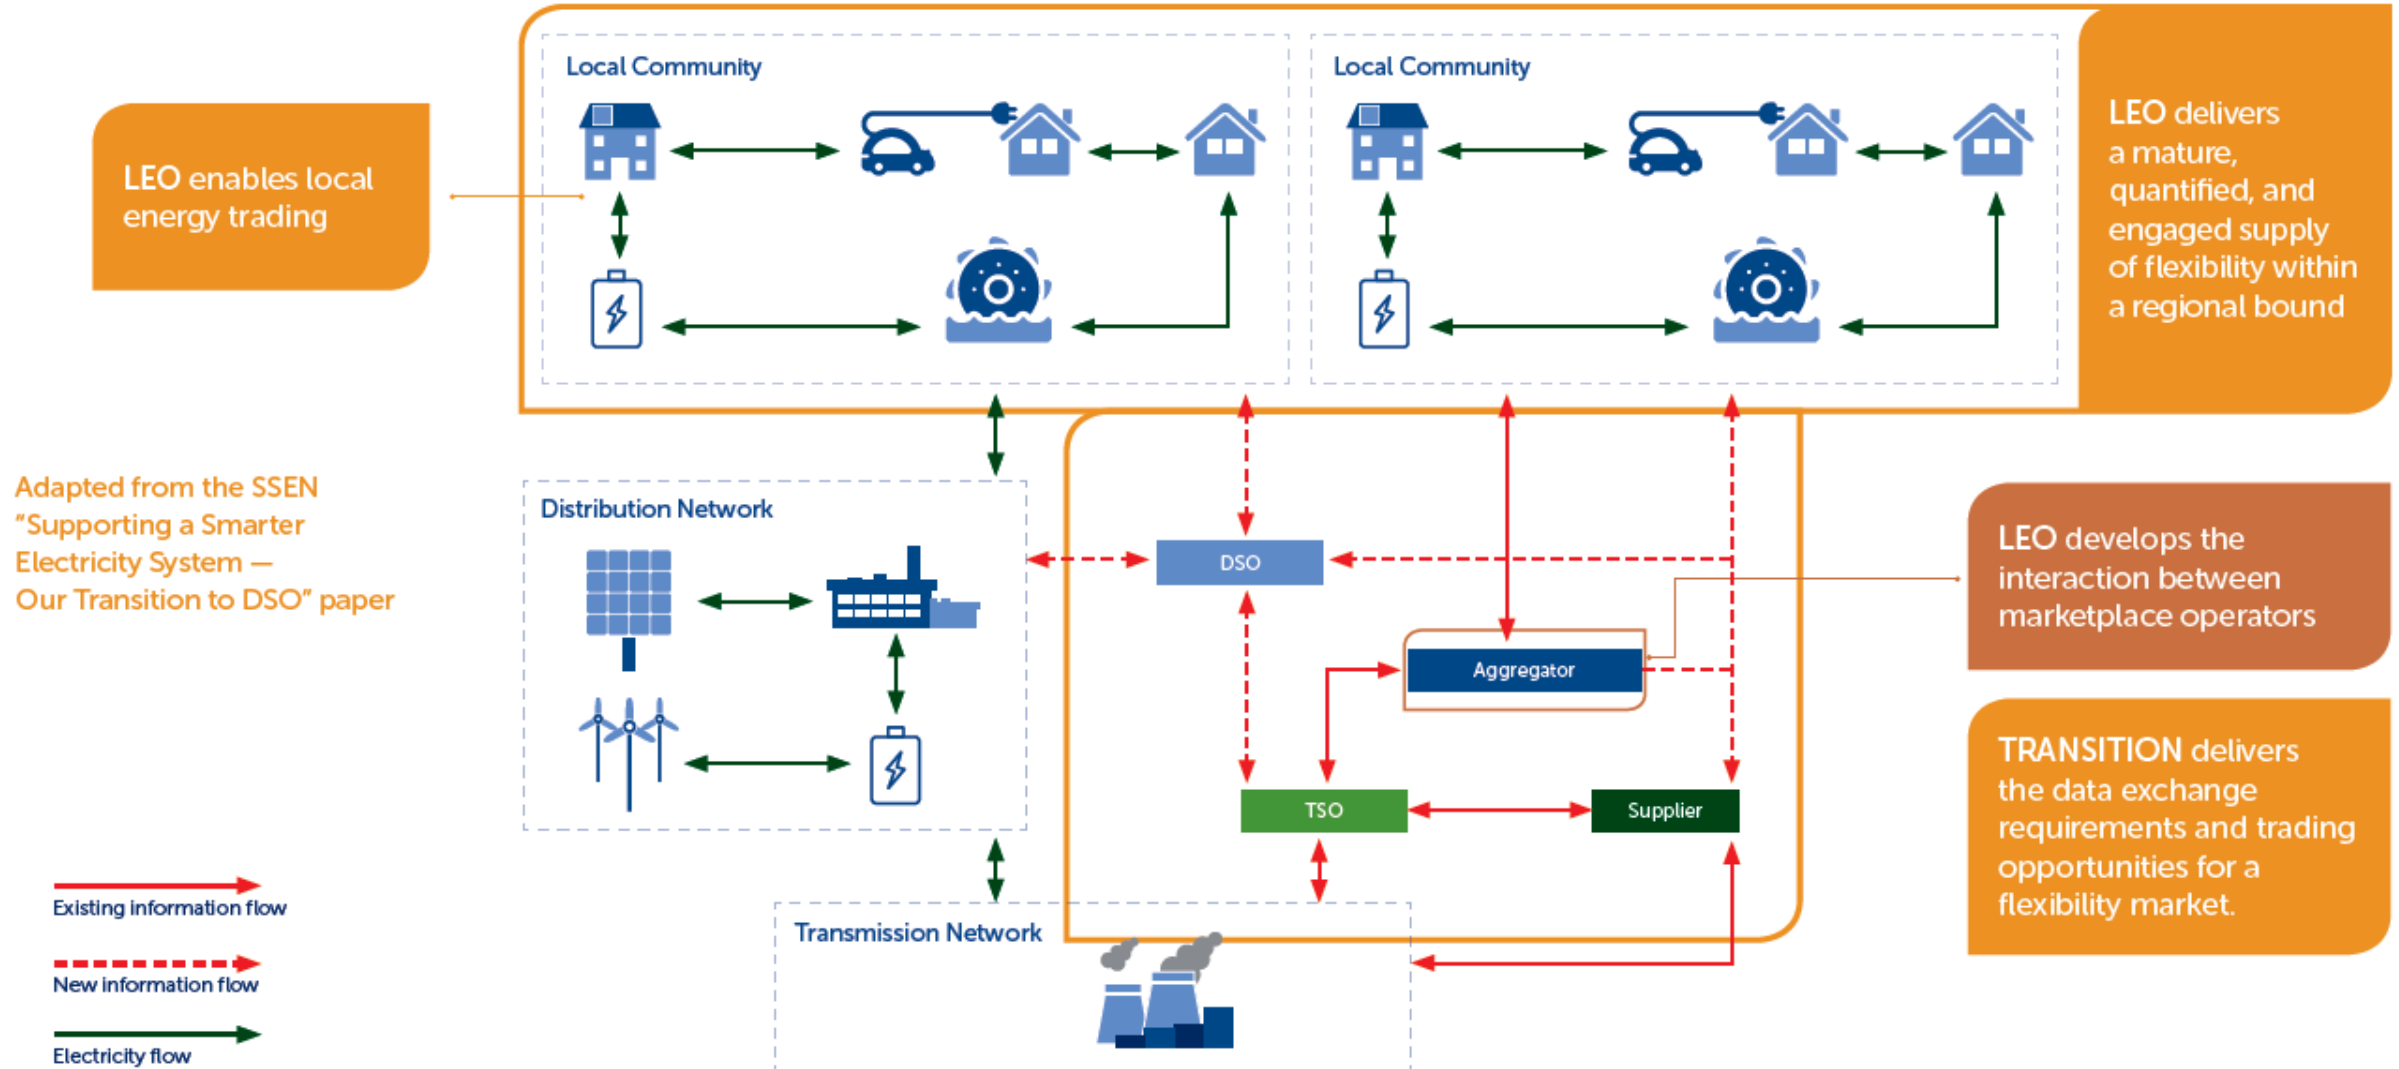 Local Community
Local Community
LEO enables local
energy trading
LEO delivers
a mature,
quantified, and
engaged supply
of flexibility within
a regional bound
Adapted from the SSEN
“Supporting a Smarter
Electricity System —
Our Transition to DSO” paper
Distribution Network
DSO
Aggregator
TSO
Supplier
LEO develops the
interaction between
marketplace operators
TRANSITION delivers
the data exchange
requirements and trading
opportunities for a
flexibility market.
Transmission Network
Existing information flow
New information flow
Electricity flow